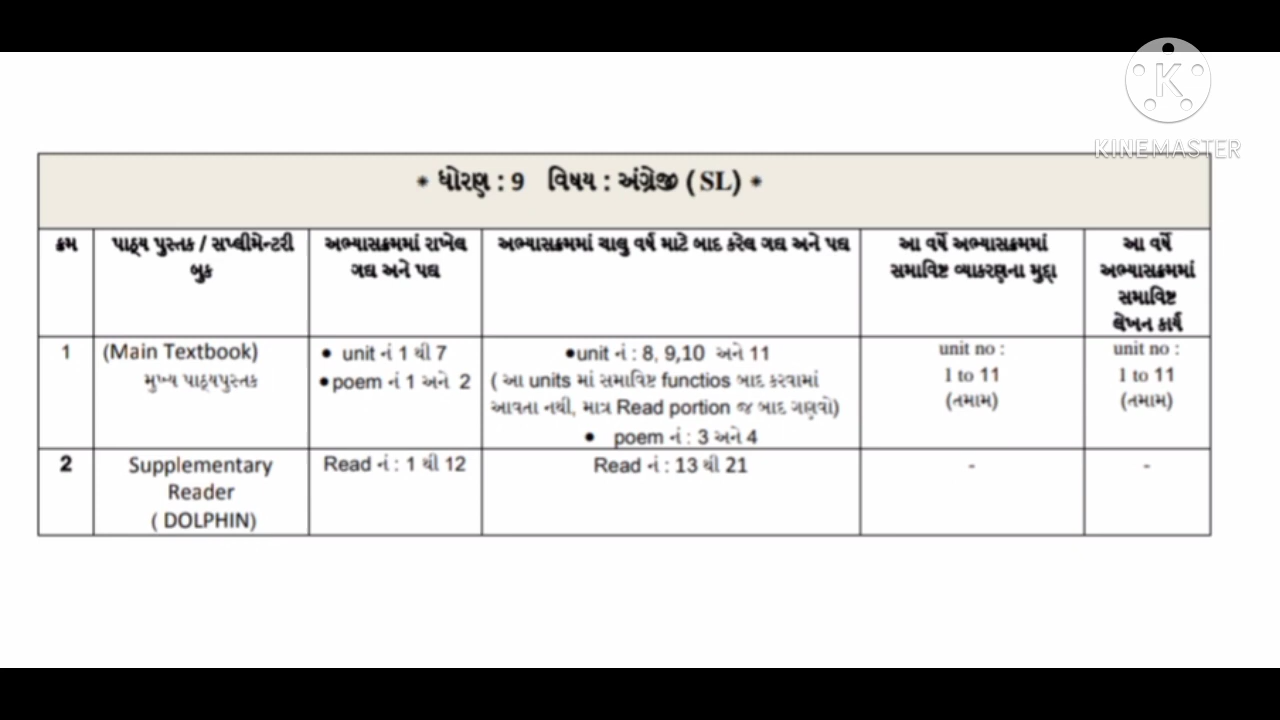 K
KINEMASTER
* ધોરણ : 9 વિષય : અંગ્રેજી ( SL) *
ક્રમ
પાઠ્ય પુસ્તક / સપ્લીમેન્ટરી
બુક
અભ્યાસક્રમમાં રાખેલ
ગદ્ય અને પદ્ય
અભ્યાસક્રમમાં ચાલુ વર્ષ માટે બાદ કરેલ ગદ્ય અને પદ્ય
આ વર્ષે અભ્યાસક્રમમાં
સમાવિષ્ટ વ્યાકરણના મુદ્દા
આ વર્ષે
અભ્યાસક્રમમાં
સમાવિષ્ટ
લેખન કાર્ય
1
(Main Textbook)
મુખ્ય પાઠ્યપુસ્તક
• unit નં 1 થી 7
• poem નં 1 અને 2
•unit નં : 8, 9,10 અને 11
( આ units માં સમાવિષ્ટ functios બાદ કરવામાં
આવતા નથી, માત્ર Read portion જ બાદ ગણવો)
• poem નં : 3 અને 4
unit no :
1 to 11
(તમામ)
unit no :
1 to 11
(તમામ)
2
Supplementary
Reader
( DOLPHIN)
Read નં : 1 થી 12
Read નં : 13 થી 21
-
-